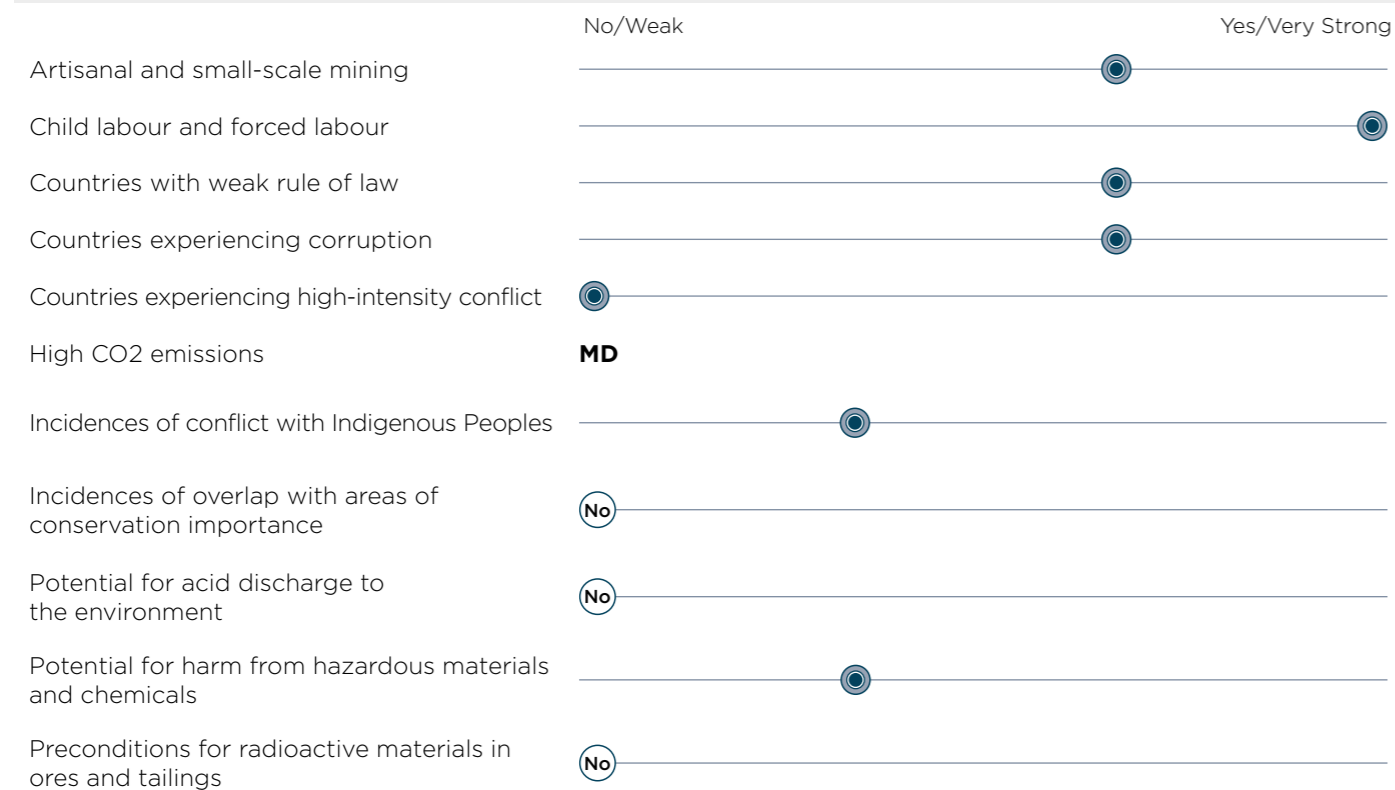 No/Weak Yes/Very Strong
Artisanal and small-scale mining
Child labour and forced labour
Countries with weak rule of law
Countries experiencing corruption
Countries experiencing high-intensity conflict
High CO2 emissions MD
Incidences of conflict with Indigenous Peoples
Incidences of overlap with areas of
conservation importance
No
Potential for acid discharge to
the environment
No
Potential for harm from hazardous materials
and chemicals
Preconditions for radioactive materials in
ores and tailings
No